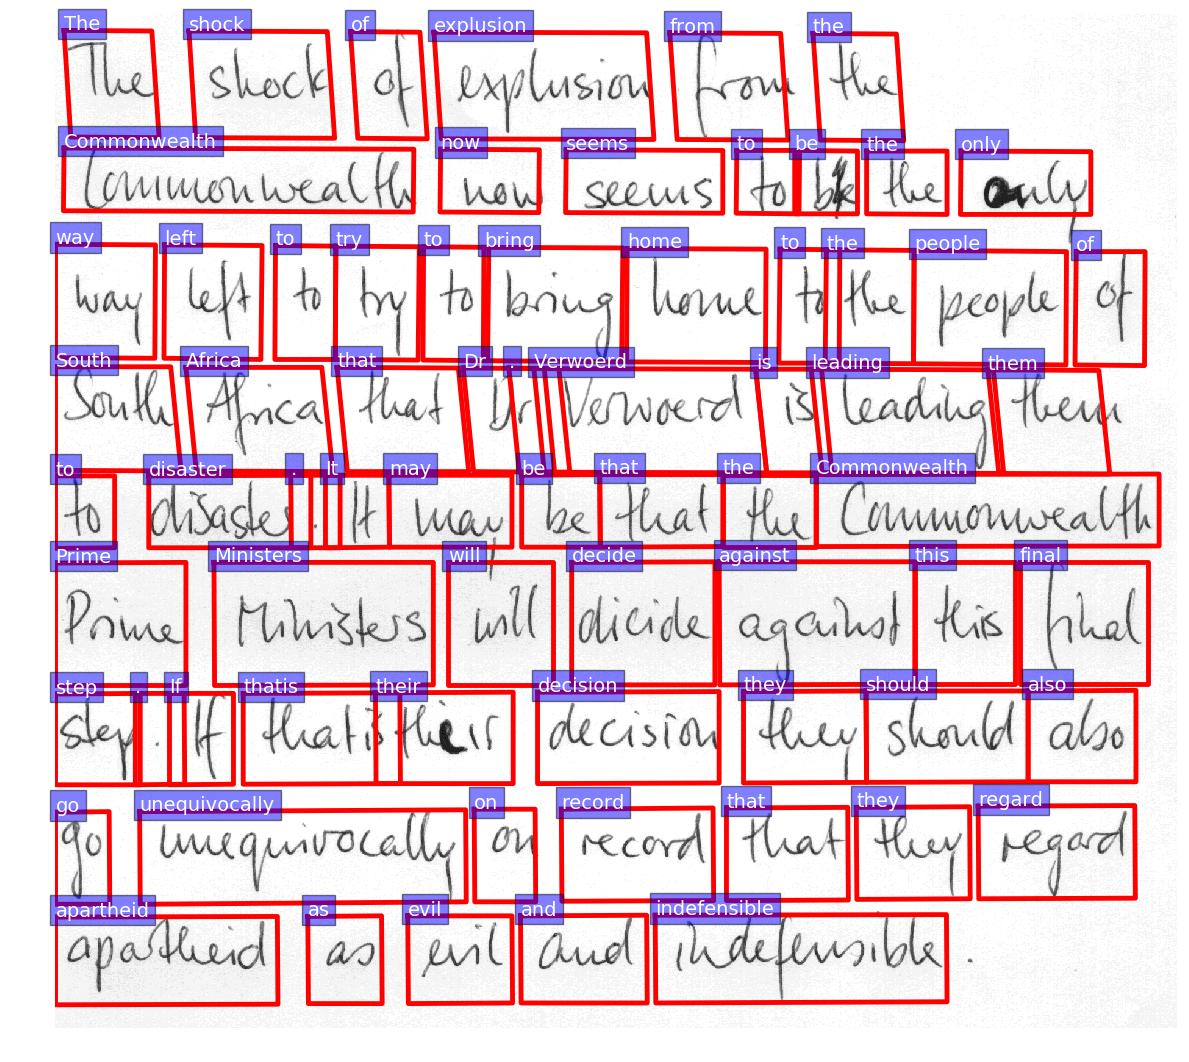 The shock of explusion from the
The shock of explusion from the
Commonwealth now seems to be the only
Commonwealth now seems to be the only
way left to try to bring home to the people of
way left to try to bring home to the people of
South Africa that Dr . Verwoerd is leading them
South Africa that Dr. Verwoerd is leading them
to disaster . It may be that the Commonwealth
to disaster. It may be that the Commonwealth
Prime Ministers will decide against this final
Prime Ministers will dicide against this final
step . If thatis their decision they should also
step. If that is their decision they should also
go unequivocally on record that they regard
go unequivocally on record that they regard
apartheid as evil and indefensible
apartheid as evil and indefensible.